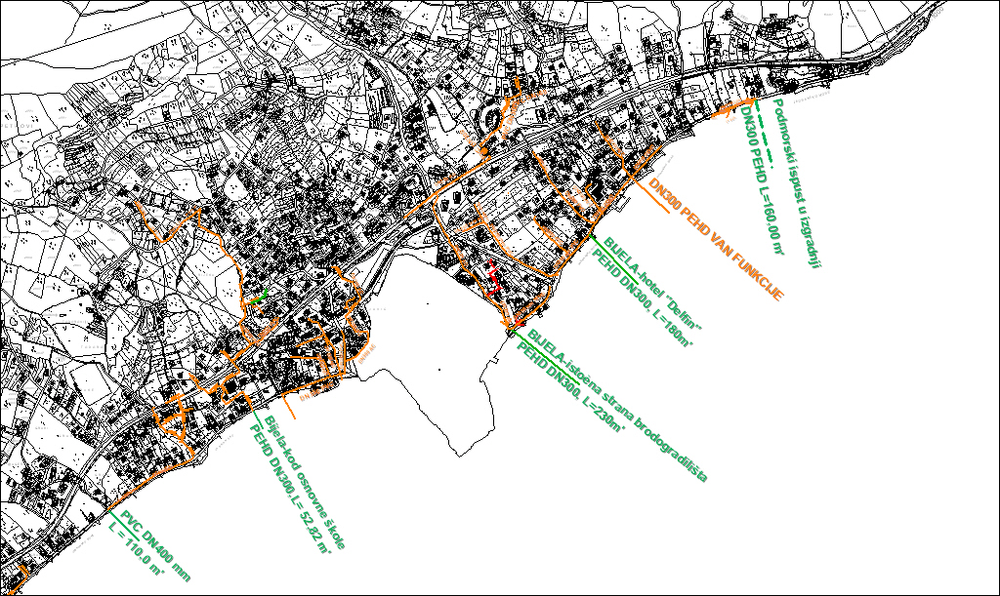 Podmorski ispust u izgradnji
DN300 PEHD L=160,00 m'
DN300 PEHD VAN FUNKCIJE
BIJELA-hotel "Delfin"
PEHD DN300, L=180m'
BIJELA-istočna strana brodogradilišta
PEHD DN300, L=230m'
Bijela-kod osnovne škole
PEHD DN300, L= 52,82 m'
PVC DN400 mm
L = 110,0 m'